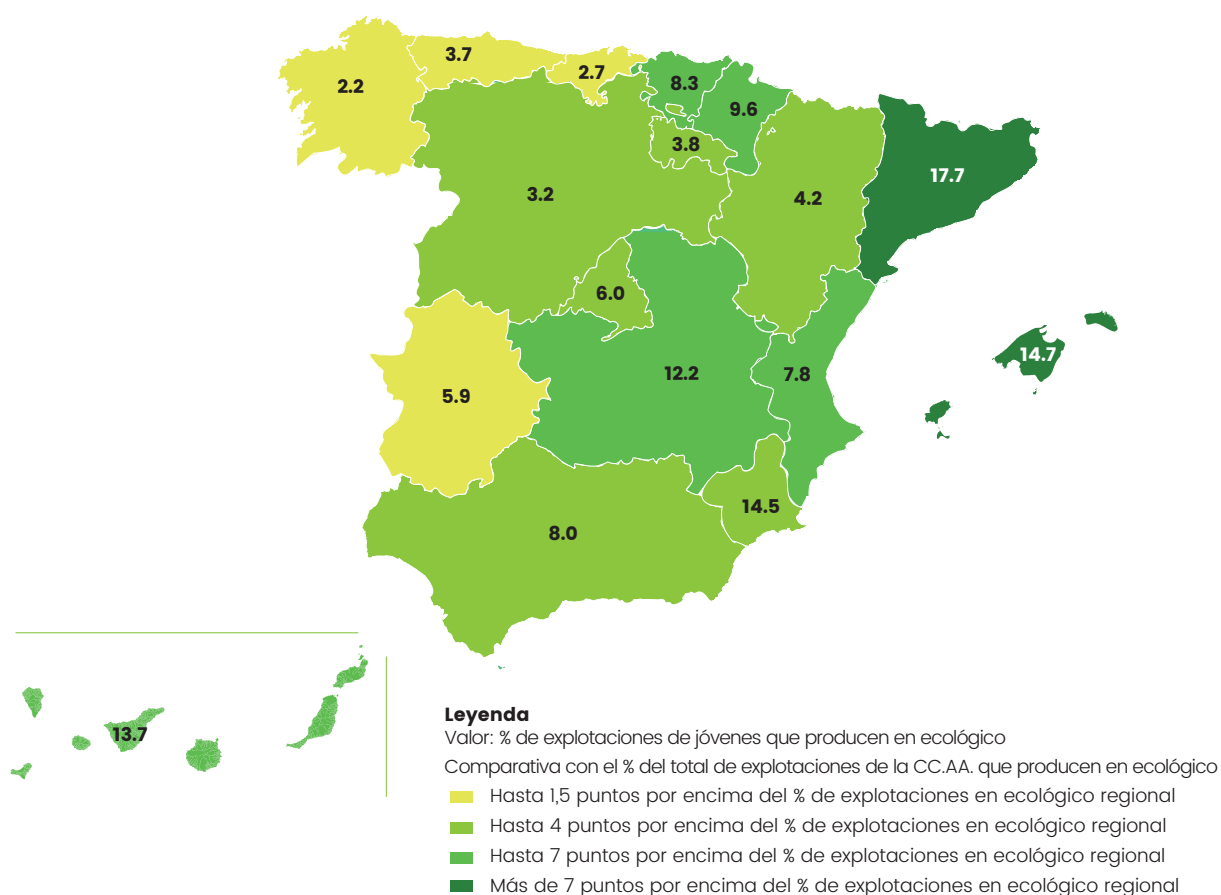 3.7
2.7
8.3
2.2
9.6
3.8
17.7
3.2
4.2
6.0
14.7
12.2
7.8
5.9
14.5
8.0
13.7
Leyenda
Valor: % de explotaciones de jóvenes que producen en ecológico
Comparativa con el % del total de explotaciones de la CC.AA. que producen en ecológico
Hasta 1,5 puntos por encima del % de explotaciones en ecológico regional
Hasta 4 puntos por encima del % de explotaciones en ecológico regional
Hasta 7 puntos por encima del % de explotaciones en ecológico regional
Más de 7 puntos por encima del % de explotaciones en ecológico regional